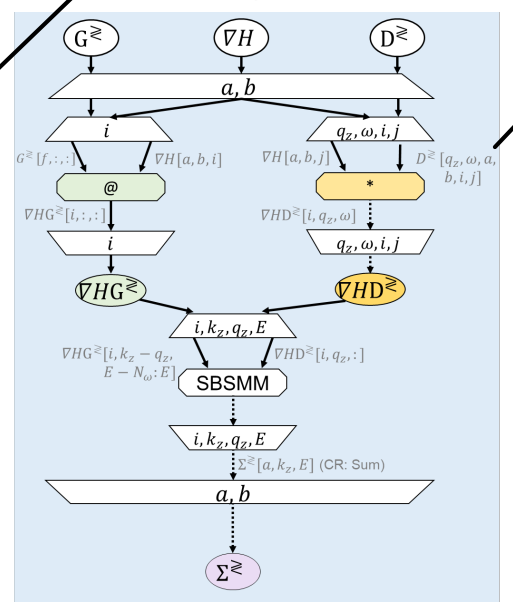 G≷ ∇H D≷
a, b
i q_z, ω, i, j
G≷[f,:,:] ∇H[a,b,i] ∇H[a,b,j] D≷[q_z, ω, a,
b, i, j]
@ *
∇HG≷[i,:,:] ∇HD≷[i, q_z, ω]
i q_z, ω, i, j
∇HG≷ ∇HD≷
i, k_z, q_z, E
∇HG≷[i, k_z − q_z, ∇HD≷[i, q_z, :]
E − N_ω: E]
SBSMM
i, k_z, q_z, E
Σ≷[a, k_z, E] (CR: Sum)
a, b
Σ≷